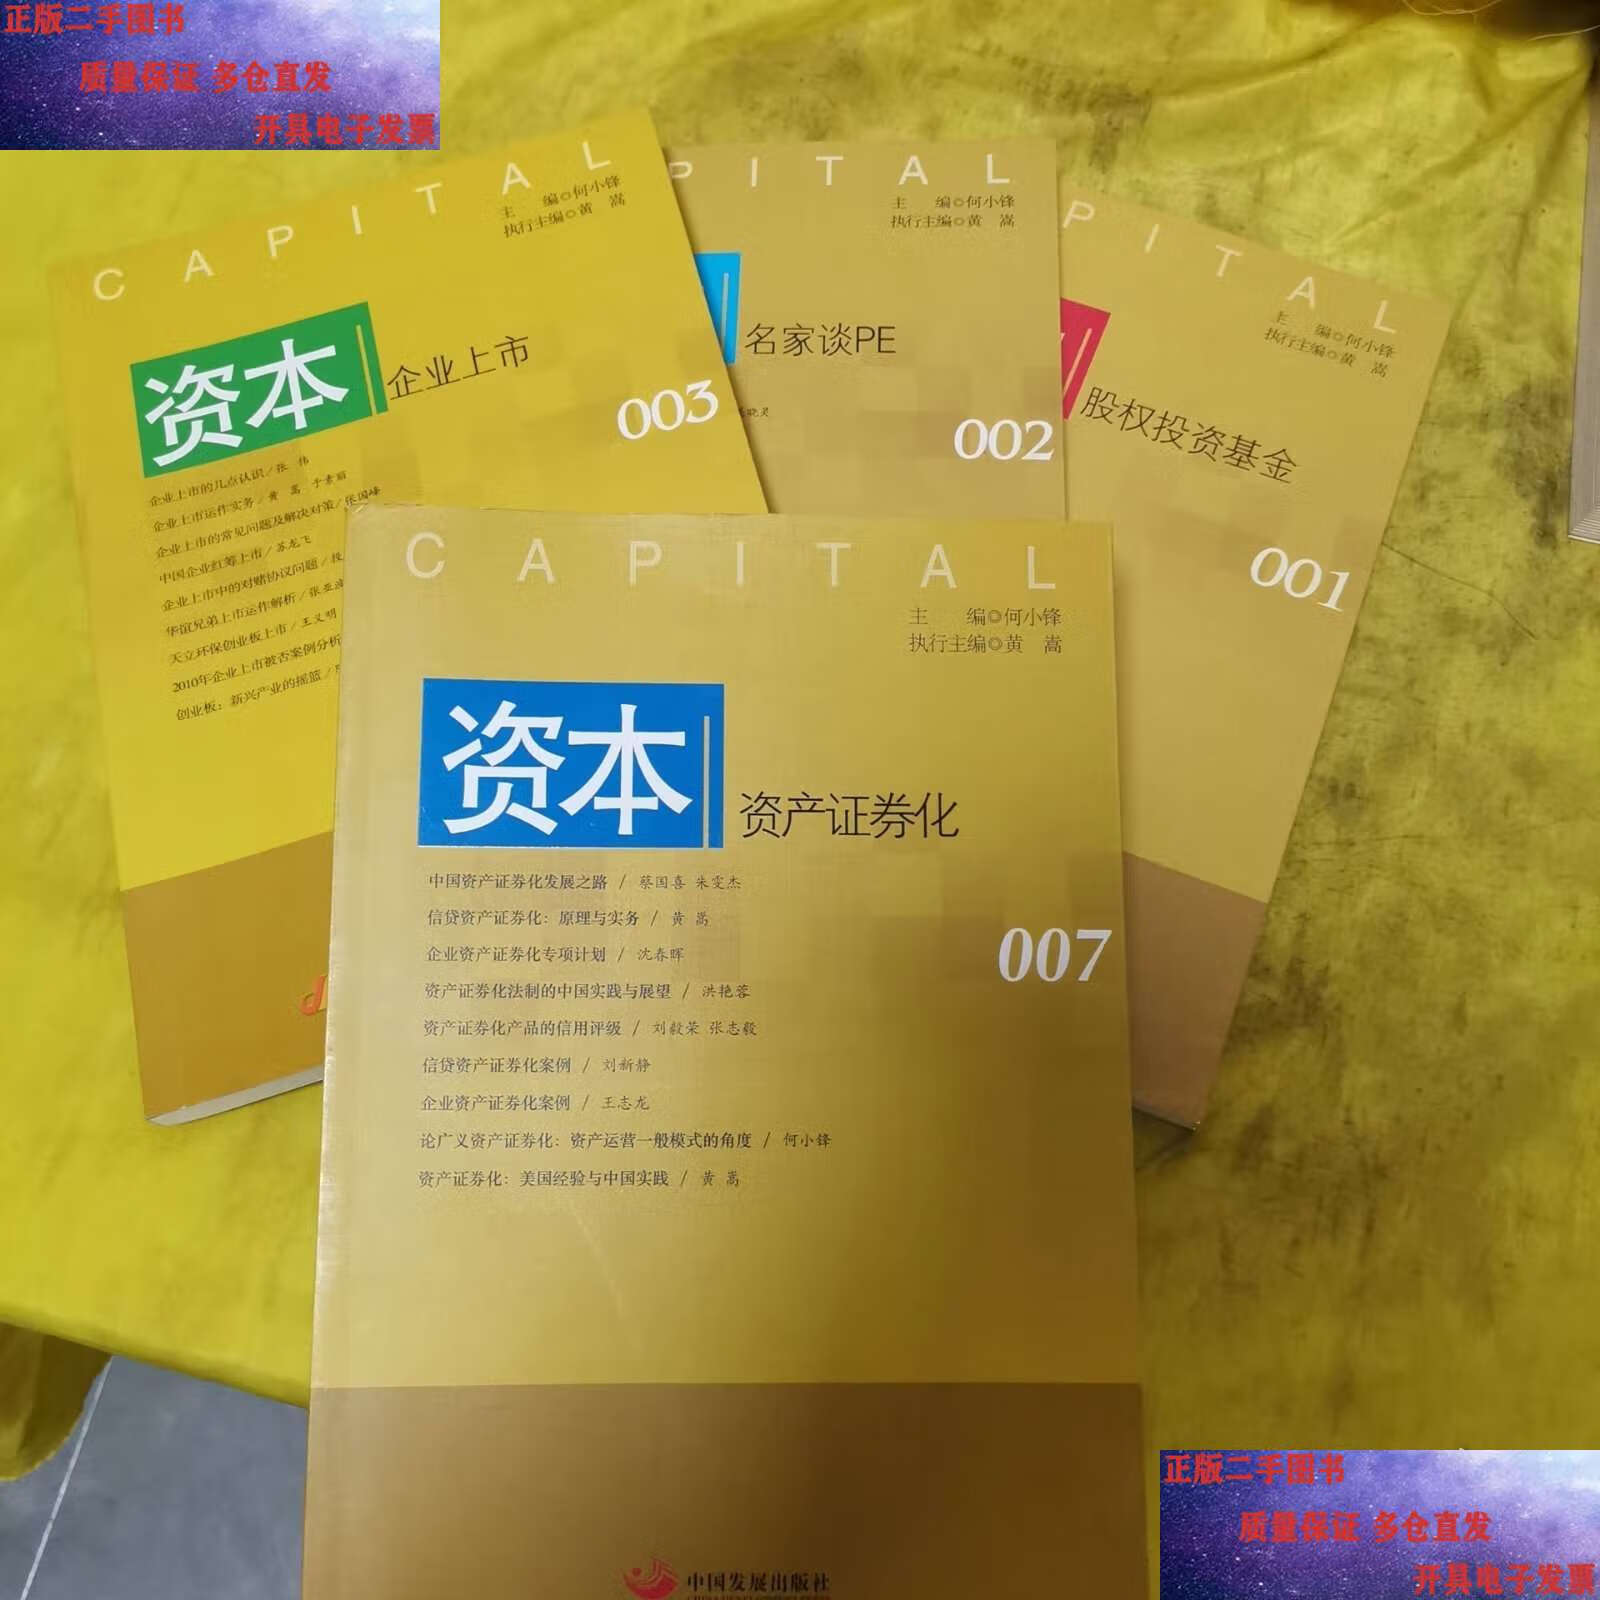 正版二手图书
质量保证 多仓直发
开具电子发票
CAPITAL
主 编◎何小锋
执行主编◎黄 嵩
资本
企业上市
003
企业上市的几点认识/张 伟
企业上市运作实务/黄 嵩 于素丽
企业上市的常见问题及解决对策/张国峰
中国企业红筹上市/苏龙飞
企业上市中的对赌协议问题/投
华谊兄弟上市运作解析/张亚
天立环保创业板上市/王义明
2010年企业上市被否案例分析
创业板：新兴产业的摇篮/
PITAL
主 编◎何小锋
执行主编◎黄 嵩
名家谈PE
晓灵
002
PITAL
主 编◎何小锋
执行主编◎黄 嵩
股权投资基金
001
CAPITAL
主 编◎何小锋
执行主编◎黄 嵩
资本
资产证券化
中国资产证券化发展之路 / 蔡国喜 朱雯杰
信贷资产证券化：原理与实务 / 黄 嵩
企业资产证券化专项计划 / 沈春晖
资产证券化法制的中国实践与展望 / 洪艳蓉
资产证券化产品的信用评级 / 刘毅荣 张志毅
信贷资产证券化案例 / 刘新静
企业资产证券化案例 / 王志龙
论广义资产证券化：资产运营一般模式的角度 / 何小锋
资产证券化：美国经验与中国实践 / 黄 嵩
007
中国发展出版社
正版二手图书
质量保证 多仓直发
开具电子发票